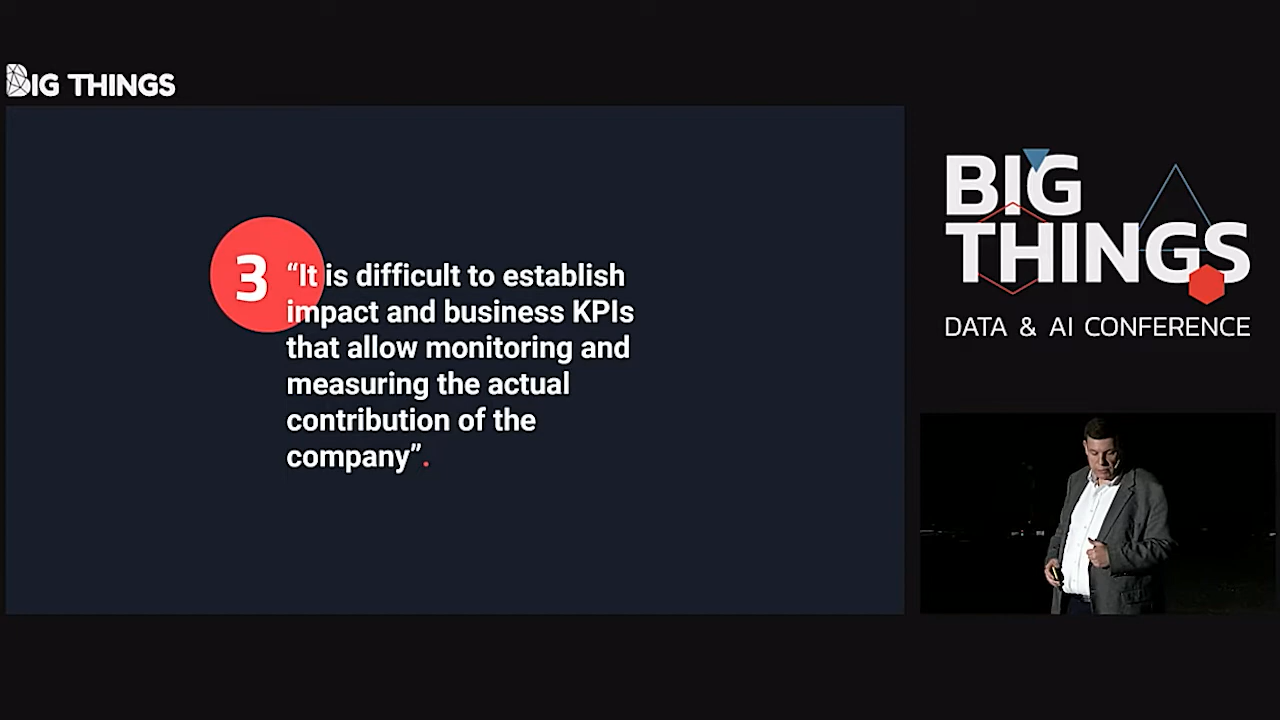 BIG THINGS
3
“It is difficult to establish
impact and business KPIs
that allow monitoring and
measuring the actual
contribution of the
company”.
BIG
THINGS
DATA & AI CONFERENCE